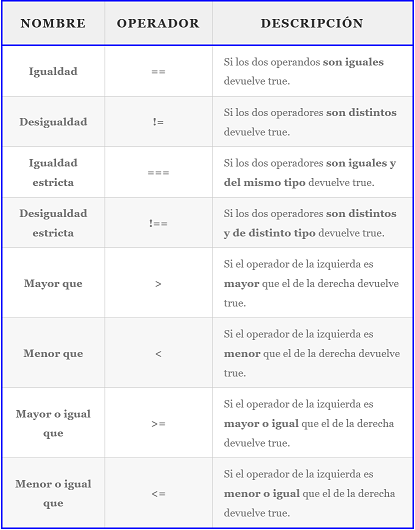 NOMBRE OPERADOR DESCRIPCIÓN
Igualdad == Si los dos operandos son iguales
devuelve true.
Desigualdad != Si los dos operadores son distintos
devuelve true.
Igualdad
estricta
===
Si los dos operadores son iguales y
del mismo tipo devuelve true.
Desigualdad
estricta
!==
Si los dos operadores son distintos
y de distinto tipo devuelve true.
Mayor que
>
Si el operador de la izquierda es
mayor que el de la derecha devuelve
true.
Menor que
<
Si el operador de la izquierda es
menor que el de la derecha devuelve
true.
Mayor o igual
que
>=
Si el operador de la izquierda es
mayor o igual que el de la derecha
devuelve true.
Menor o igual
que
<=
Si el operador de la izquierda es
menor o igual que el de la derecha
devuelve true.